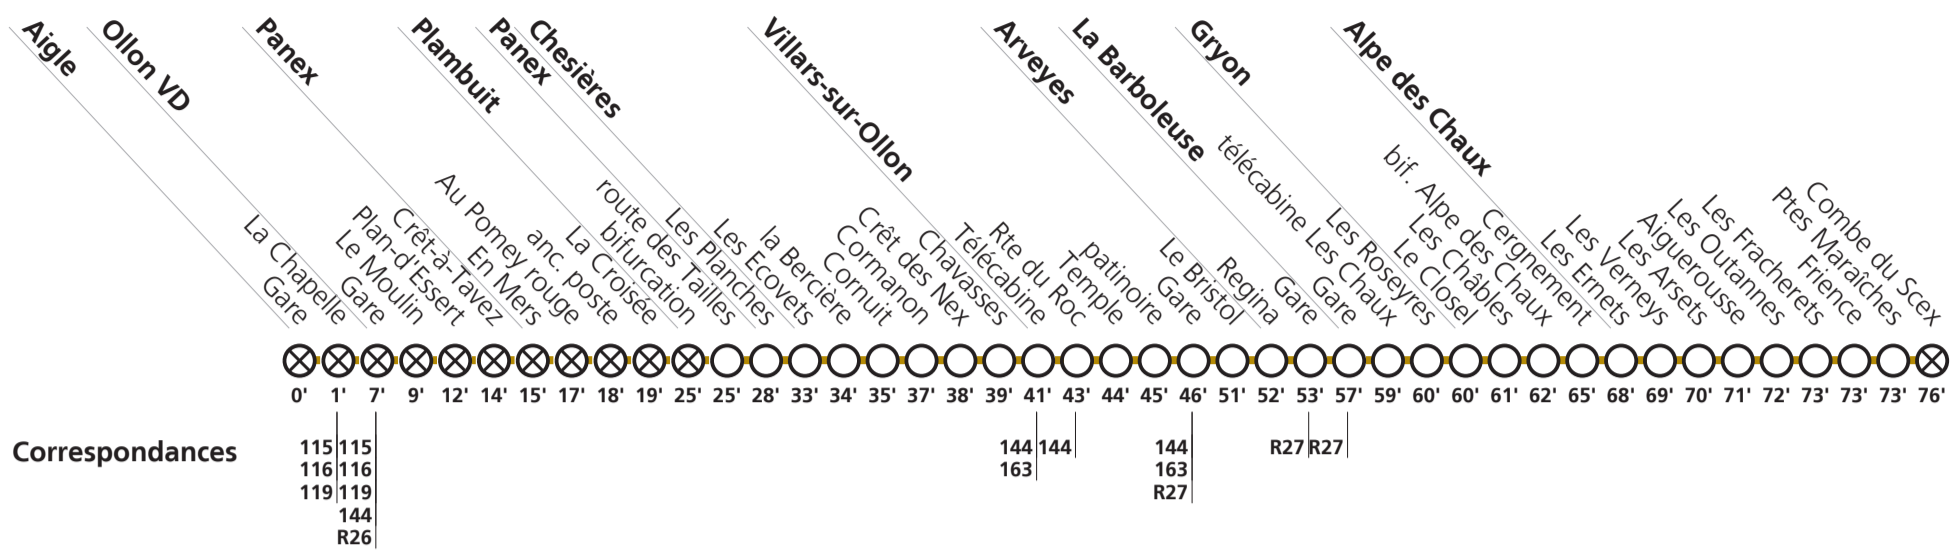 Aigle
Ollon VD
Panex
Plambuit
Panex
Chesières
Villars-sur-Ollon
Arveyes
La Barboleuse
Gryon
Alpe des Chaux
Gare
La Chapelle
Gare
Le Moulin
Plan-d'Essert
Crêt-à-Tavez
En Mers
Au Pomey rouge
anc. poste
La Croisée
bifurcation
route des Tailles
Les Planches
Les Ecovets
la Bercière
Cornuit
Cormanon
Crêt des Nex
Chavasses
Télécabine
Rte du Roc
Temple
patinoire
Gare
Le Bristol
Regina
Gare
Gare
télécabine Les Chaux
Les Roseyres
Le Closel
Les Châbles
bif. Alpe des Chaux
Cergnement
Les Ernets
Les Verneys
Les Arsets
Aiguerousse
Les Outannes
Les Fracherets
Frience
Ptes Maraîches
Combe du Scex
0' 1' 7' 9' 12' 14' 15' 17' 18' 19' 25' 25' 28' 33' 34' 35' 37' 38' 39' 41' 43' 44' 45' 46' 51' 52' 53' 57' 59' 60' 60' 61' 62' 65' 68' 69' 70' 71' 72' 73' 73' 73' 76'
Correspondances
115 115 144 144 144 R27 R27
116 116 163 163
119 119 R27
144
R26